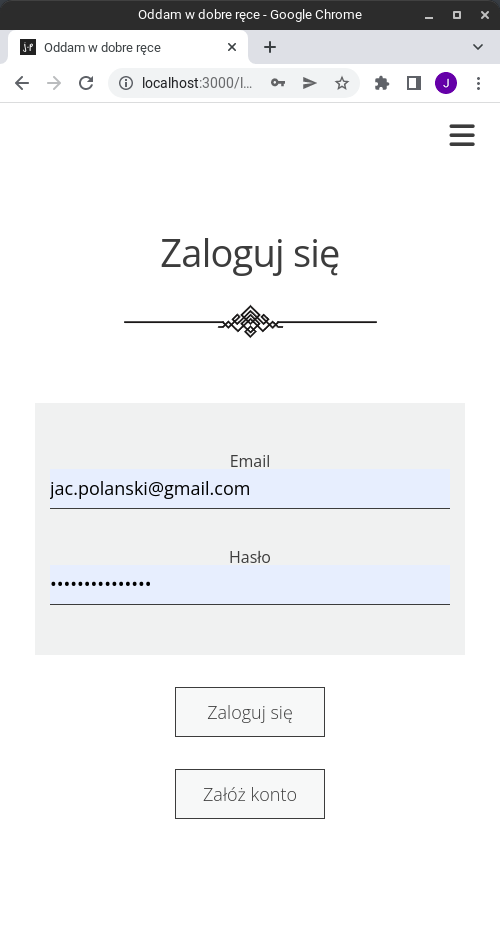 Oddam w dobre ręce - Google Chrome
Oddam w dobre ręce
localhost:3000/l...
J
Zaloguj się
Email
jac.polanski@gmail.com
Hasło
•••••••••••••••
Zaloguj się
Załóż konto